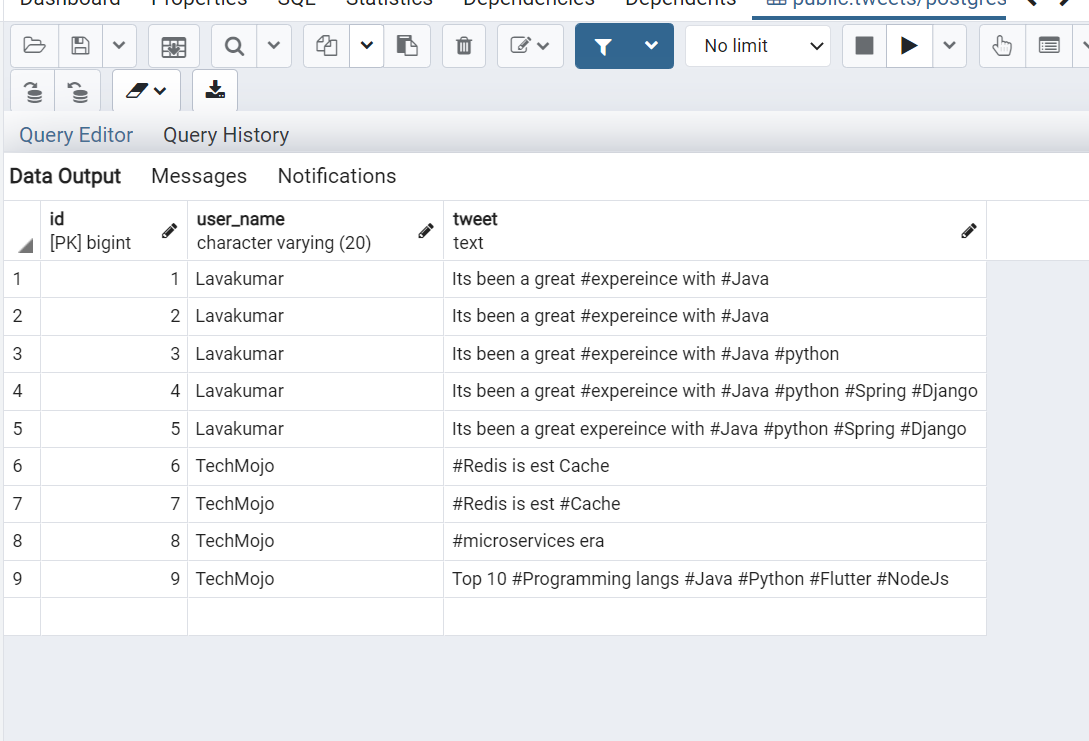 Dashboard Properties SQL Statistics Dependencies Dependents public.tweets/postgres
No limit
Query Editor Query History
Data Output Messages Notifications
id user_name tweet
[PK] bigint character varying (20) text
1 1 Lavakumar Its been a great #expereince with #Java
2 2 Lavakumar Its been a great #expereince with #Java
3 3 Lavakumar Its been a great #expereince with #Java #python
4 4 Lavakumar Its been a great #expereince with #Java #python #Spring #Django
5 5 Lavakumar Its been a great expereince with #Java #python #Spring #Django
6 6 TechMojo #Redis is est Cache
7 7 TechMojo #Redis is est #Cache
8 8 TechMojo #microservices era
9 9 TechMojo Top 10 #Programming langs #Java #Python #Flutter #NodeJs